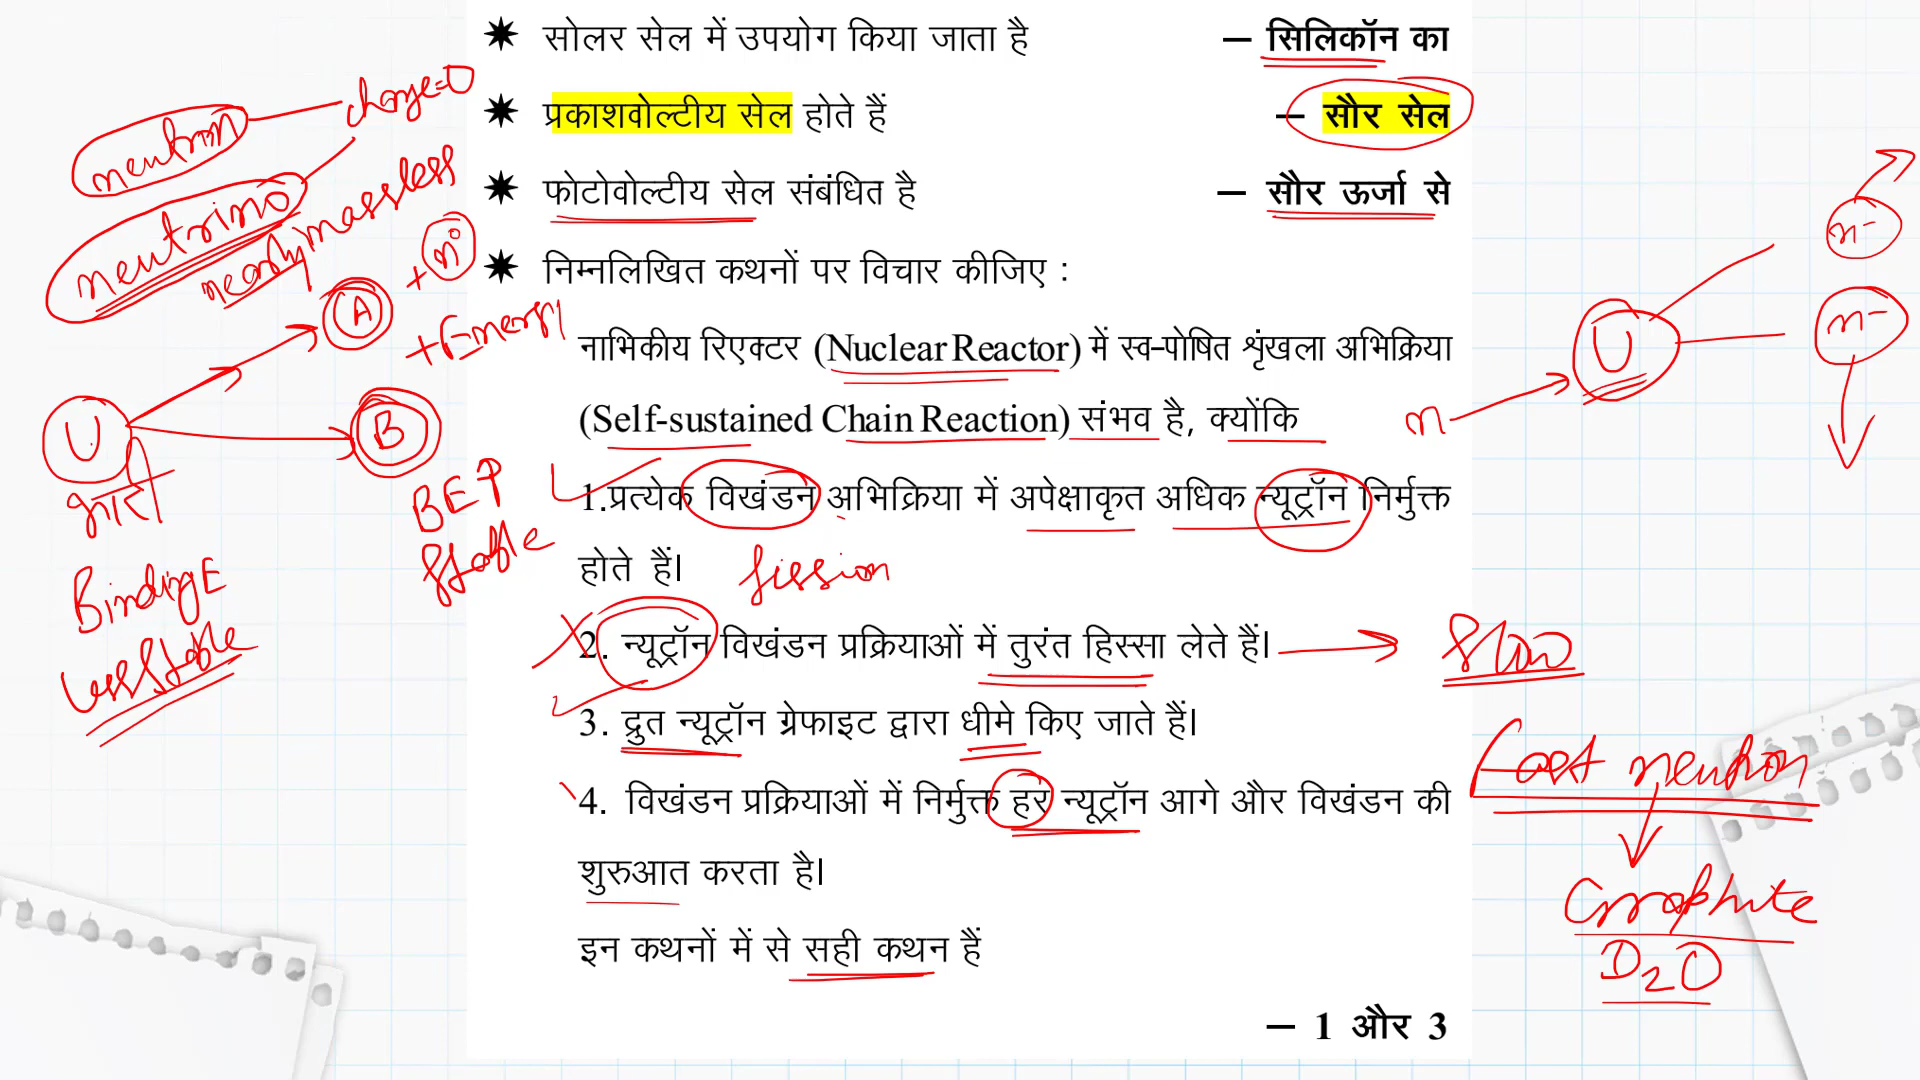 ✷ सोलर सेल में उपयोग किया जाता है — सिलिकॉन का
✷ प्रकाशवोल्टीय सेल होते हैं — सौर सेल
✷ फोटोवोल्टीय सेल संबंधित है — सौर ऊर्जा से
✷ निम्नलिखित कथनों पर विचार कीजिए :
नाभिकीय रिएक्टर (Nuclear Reactor) में स्व-पोषित शृंखला अभिक्रिया
(Self-sustained Chain Reaction) संभव है, क्योंकि
1.प्रत्येक विखंडन अभिक्रिया में अपेक्षाकृत अधिक न्यूट्रॉन निर्मुक्त
होते हैं।
fission
2. न्यूट्रॉन विखंडन प्रक्रियाओं में तुरंत हिस्सा लेते हैं।
3. द्रुत न्यूट्रॉन ग्रेफाइट द्वारा धीमे किए जाते हैं।
4. विखंडन प्रक्रियाओं में निर्मुक्त हर न्यूट्रॉन आगे और विखंडन की
शुरुआत करता है।
इन कथनों में से सही कथन हैं
— 1 और 3
neutron
charge=0
neutrino
nearly massless
A
+ n°
+ Energy
U
B
भारी
BE↑
stable
Binding E
less stable
n
U
n-
n-
slow
Fast neutron
Graphite
D2O